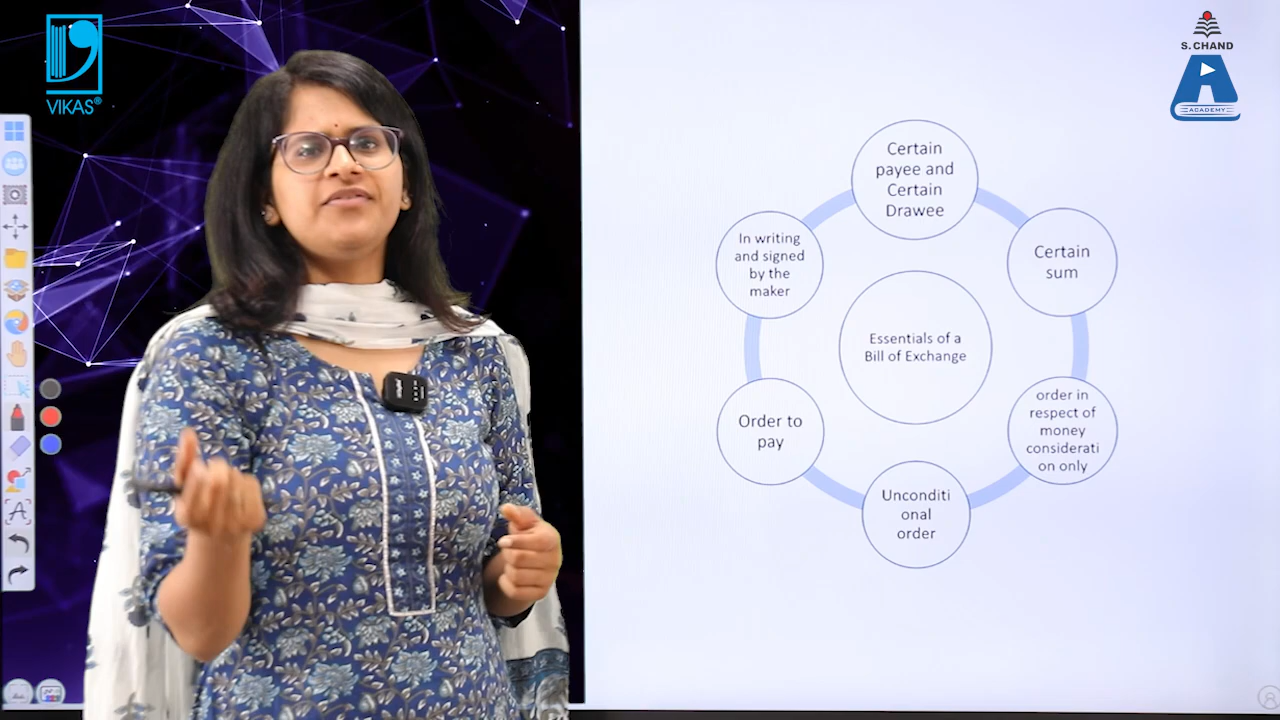 VIKAS®
S. CHAND
ACADEMY
Certain
payee and
Certain
Drawee
In writing
and signed
by the
maker
Certain
sum
Essentials of a
Bill of Exchange
Order to
pay
order in
respect of
money
considerati
on only
Unconditi
onal
order